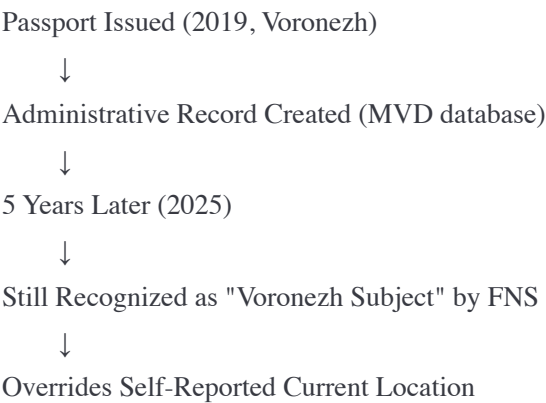 Passport Issued (2019, Voronezh)
↓
Administrative Record Created (MVD database)
↓
5 Years Later (2025)
↓
Still Recognized as "Voronezh Subject" by FNS
↓
Overrides Self-Reported Current Location